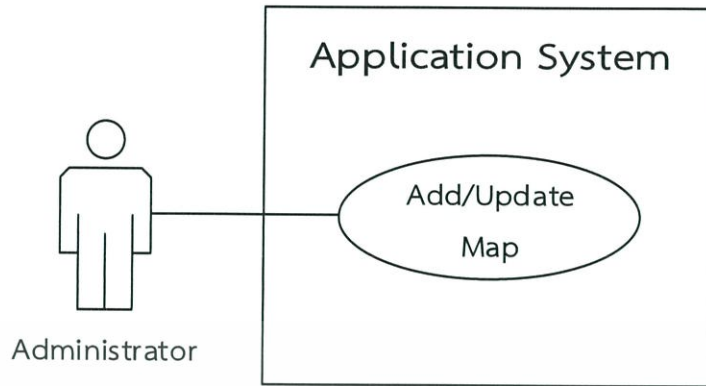 Application System
Add/Update
Map
Administrator